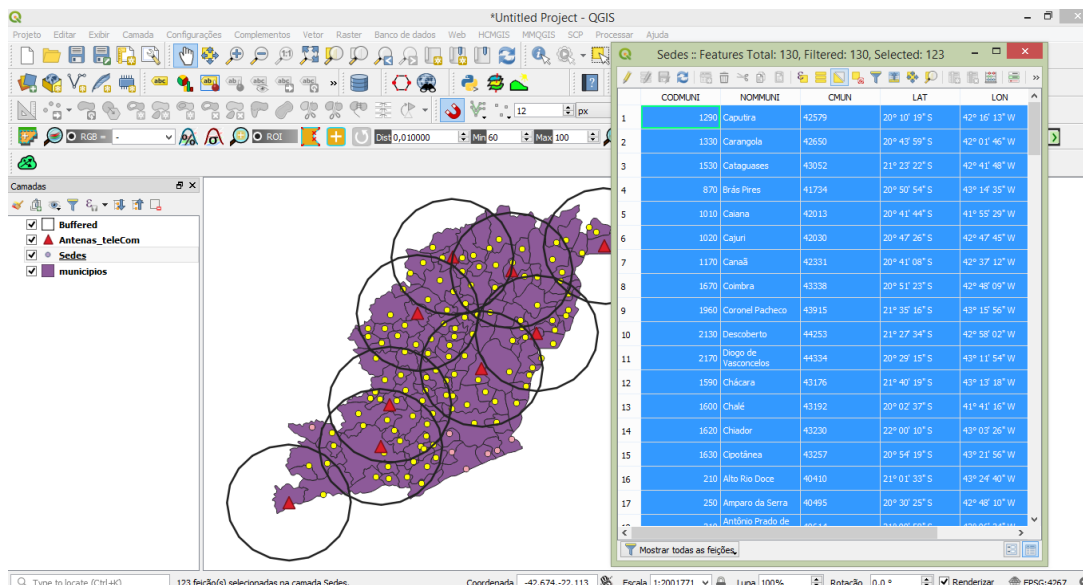 *Untitled Project - QGIS
Projeto Editar Exibir Camada Configurações Complementos Vetor Raster Banco de dados Web HCMGIS MMQGIS SCP Processar Ajuda
Sedes :: Features Total: 130, Filtered: 130, Selected: 123
12 px
RGB = - ROI Dist 0,010000 Min 60 Max 100
Camadas
Buffered
Antenas_teleCom
Sedes
municipios
CODMUNI NOMMUNI CMUN LAT LON
1 1290 Caputira 42579 20° 10' 19" S 42° 16' 13" W
2 1330 Carangola 42650 20° 43' 59" S 42° 01' 46" W
3 1530 Cataguases 43052 21° 23' 22" S 42° 41' 48" W
4 870 Brás Pires 41734 20° 50' 54" S 43° 14' 35" W
5 1010 Caiana 42013 20° 41' 44" S 41° 55' 29" W
6 1020 Cajuri 42030 20° 47' 26" S 42° 47' 45" W
7 1170 Canaã 42331 20° 41' 08" S 42° 37' 12" W
8 1670 Coimbra 43338 20° 51' 23" S 42° 48' 09" W
9 1960 Coronel Pacheco 43915 21° 35' 16" S 43° 15' 56" W
10 2130 Descoberto 44253 21° 27' 34" S 42° 58' 02" W
11 2170 Diogo de Vasconcelos 44334 20° 29' 15" S 43° 11' 54" W
12 1590 Chácara 43176 21° 40' 19" S 43° 13' 18" W
13 1600 Chalé 43192 20° 02' 37" S 41° 41' 16" W
14 1620 Chiador 43230 22° 00' 10" S 43° 03' 26" W
15 1630 Cipotânea 43257 20° 54' 19" S 43° 21' 56" W
16 210 Alto Rio Doce 40410 21° 01' 33" S 43° 24' 40" W
17 250 Amparo da Serra 40495 20° 30' 25" S 42° 48' 10" W
Antônio Prado de
Mostrar todas as feições
Type to locate (Ctrl+K) 123 feição(s) selecionadas na camada Sedes. Coordenada -42.674,-22.113 Escala 1:2001771 Lupa 100% Rotação 0,0 ° Renderizar EPSG:4267